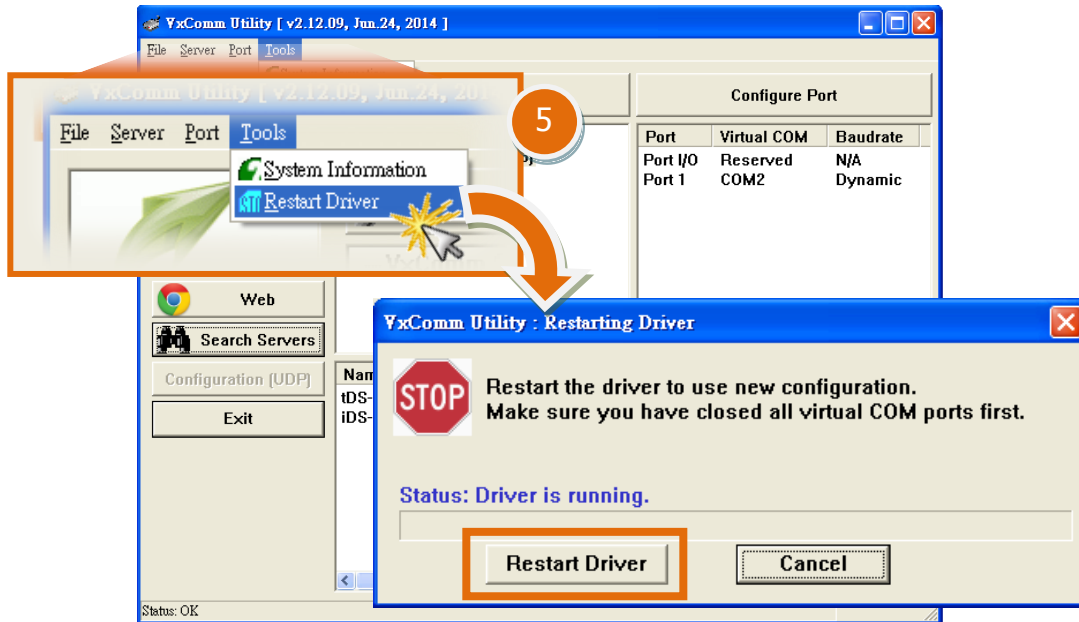 VxComm Utility [ v2.12.09, Jun.24, 2014 ]
File Server Port Tools
VxComm Utility [ v2.12.09, Jun.24, 20
5
File Server Port Tools
System Information
Restart Driver
Configure Port
Port Virtual COM Baudrate
Port I/O Reserved N/A
Port 1 COM2 Dynamic
Web
Search Servers
Configuration (UDP)
Exit
Nam
tDS-
iDS-
VxComm Utility : Restarting Driver
STOP
Restart the driver to use new configuration.
Make sure you have closed all virtual COM ports first.
Status: Driver is running.
Restart Driver
Cancel
Status: OK